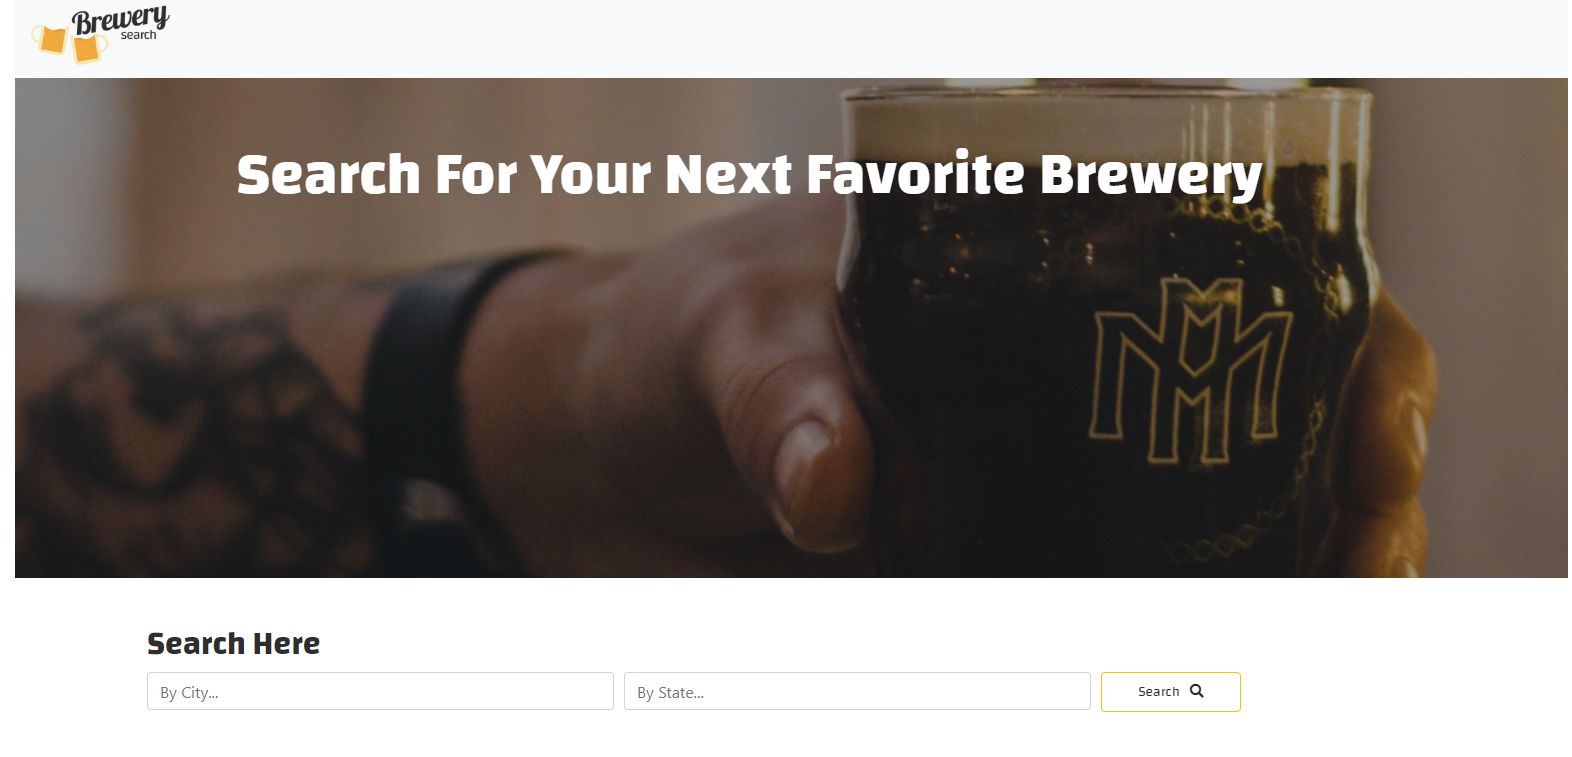 Brewery
search
Search For Your Next Favorite Brewery
Search Here
By City...
By State...
Search